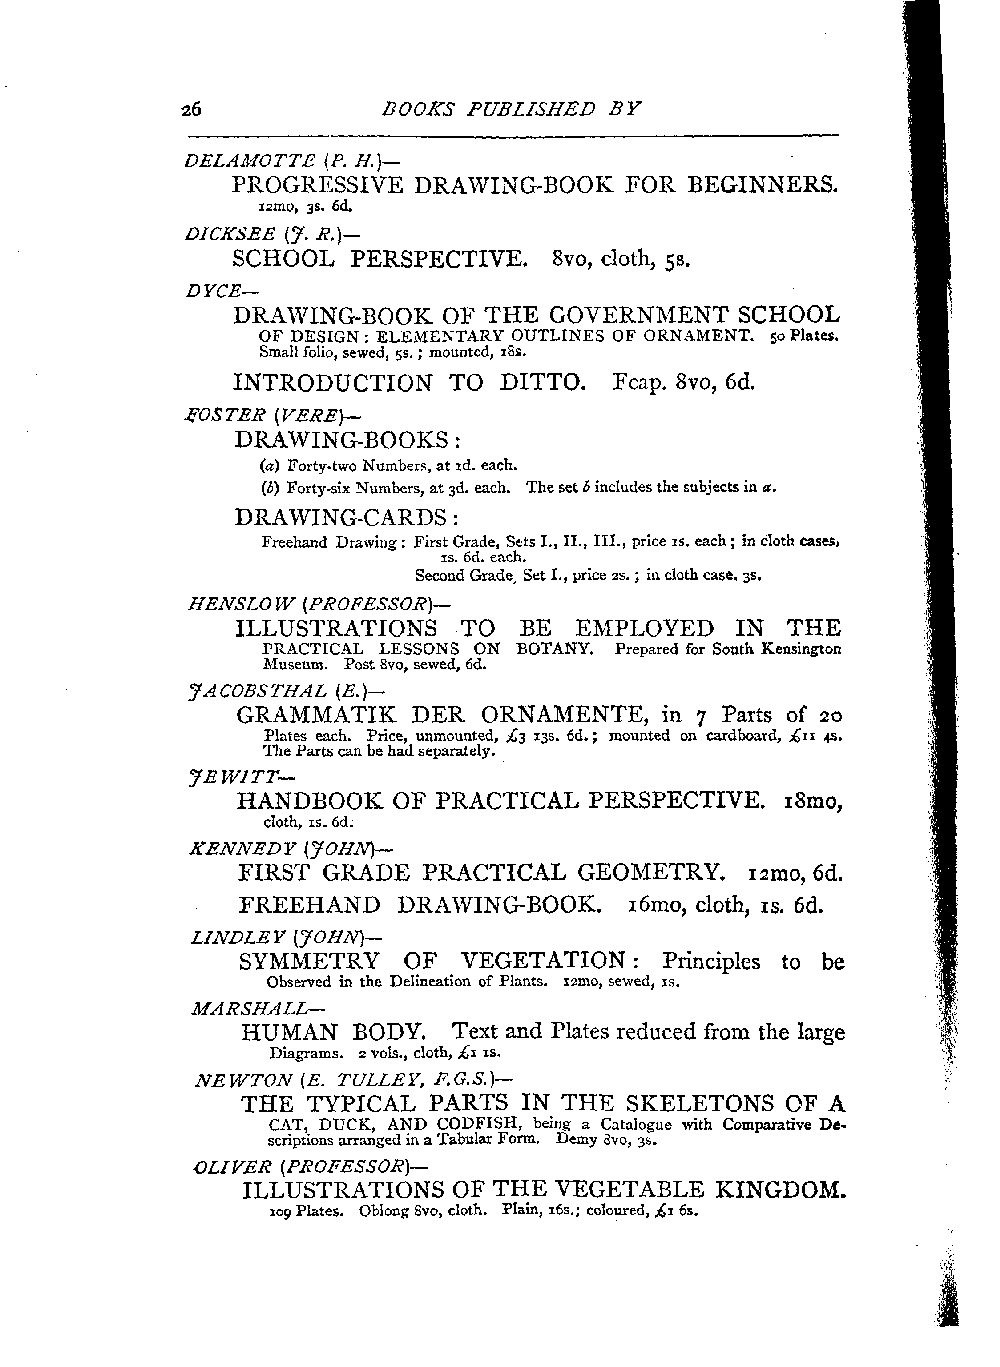 26 BOOKS PUBLISHED BY
DELAMOTTE (P. H.)—
PROGRESSIVE DRAWING-BOOK FOR BEGINNERS.
12mo, 3s. 6d.
DICKSEE (J. R.)—
SCHOOL PERSPECTIVE. 8vo, cloth, 5s.
DYCE—
DRAWING-BOOK OF THE GOVERNMENT SCHOOL
OF DESIGN: ELEMENTARY OUTLINES OF ORNAMENT. 50 Plates.
Small folio, sewed, 5s.; mounted, 18s.
INTRODUCTION TO DITTO. Fcap. 8vo, 6d.
FOSTER (VERE)—
DRAWING-BOOKS:
(a) Forty-two Numbers, at 1d. each.
(b) Forty-six Numbers, at 3d. each. The set b includes the subjects in a.
DRAWING-CARDS:
Freehand Drawing: First Grade, Sets I., II., III., price 1s. each; in cloth cases,
1s. 6d. each.
Second Grade, Set I., price 2s.; in cloth case, 3s.
HENSLOW (PROFESSOR)—
ILLUSTRATIONS TO BE EMPLOYED IN THE
PRACTICAL LESSONS ON BOTANY. Prepared for South Kensington
Museum. Post 8vo, sewed, 6d.
JACOBSTHAL (E.)—
GRAMMATIK DER ORNAMENTE, in 7 Parts of 20
Plates each. Price, unmounted, £3 13s. 6d.; mounted on cardboard, £11 4s.
The Parts can be had separately.
JEWITT—
HANDBOOK OF PRACTICAL PERSPECTIVE. 18mo,
cloth, 1s. 6d.
KENNEDY (JOHN)—
FIRST GRADE PRACTICAL GEOMETRY. 12mo, 6d.
FREEHAND DRAWING-BOOK. 16mo, cloth, 1s. 6d.
LINDLEY (JOHN)—
SYMMETRY OF VEGETATION: Principles to be
Observed in the Delineation of Plants. 12mo, sewed, 1s.
MARSHALL—
HUMAN BODY. Text and Plates reduced from the large
Diagrams. 2 vols., cloth, £1 1s.
NEWTON (E. TULLEY, F.G.S.)—
THE TYPICAL PARTS IN THE SKELETONS OF A
CAT, DUCK, AND CODFISH, being a Catalogue with Comparative De-
scriptions arranged in a Tabular Form. Demy 8vo, 3s.
OLIVER (PROFESSOR)—
ILLUSTRATIONS OF THE VEGETABLE KINGDOM.
109 Plates. Oblong 8vo, cloth. Plain, 16s.; coloured, £1 6s.